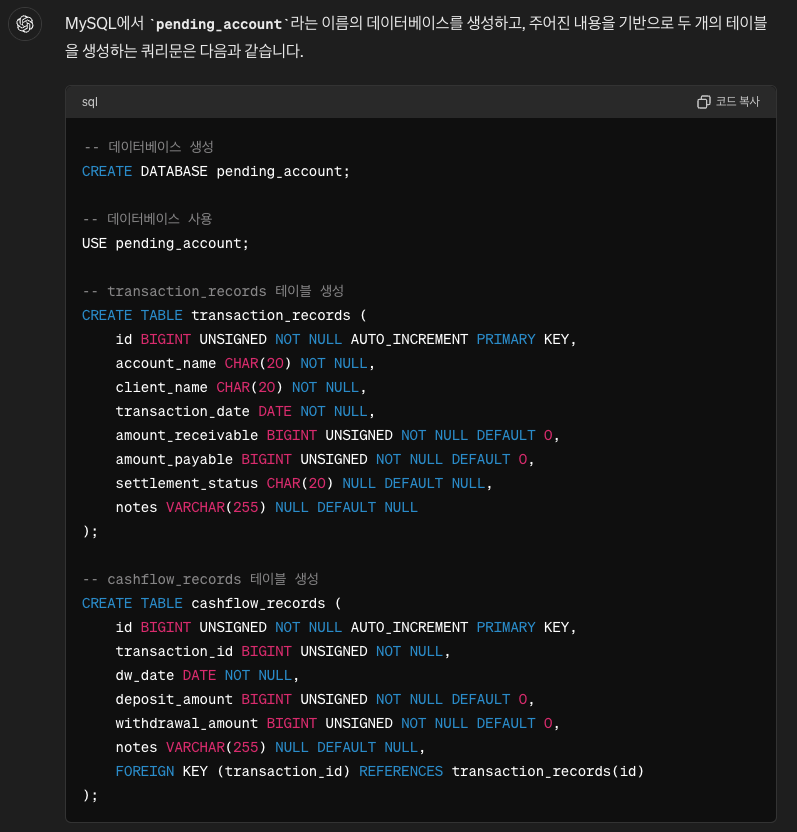 MySQL에서 `pending_account`라는 이름의 데이터베이스를 생성하고, 주어진 내용을 기반으로 두 개의 테이블
을 생성하는 쿼리문은 다음과 같습니다.
sql
코드 복사
-- 데이터베이스 생성
CREATE DATABASE pending_account;
-- 데이터베이스 사용
USE pending_account;
-- transaction_records 테이블 생성
CREATE TABLE transaction_records (
id BIGINT UNSIGNED NOT NULL AUTO_INCREMENT PRIMARY KEY,
account_name CHAR(20) NOT NULL,
client_name CHAR(20) NOT NULL,
transaction_date DATE NOT NULL,
amount_receivable BIGINT UNSIGNED NOT NULL DEFAULT 0,
amount_payable BIGINT UNSIGNED NOT NULL DEFAULT 0,
settlement_status CHAR(20) NULL DEFAULT NULL,
notes VARCHAR(255) NULL DEFAULT NULL
);
-- cashflow_records 테이블 생성
CREATE TABLE cashflow_records (
id BIGINT UNSIGNED NOT NULL AUTO_INCREMENT PRIMARY KEY,
transaction_id BIGINT UNSIGNED NOT NULL,
dw_date DATE NOT NULL,
deposit_amount BIGINT UNSIGNED NOT NULL DEFAULT 0,
withdrawal_amount BIGINT UNSIGNED NOT NULL DEFAULT 0,
notes VARCHAR(255) NULL DEFAULT NULL,
FOREIGN KEY (transaction_id) REFERENCES transaction_records(id)
);